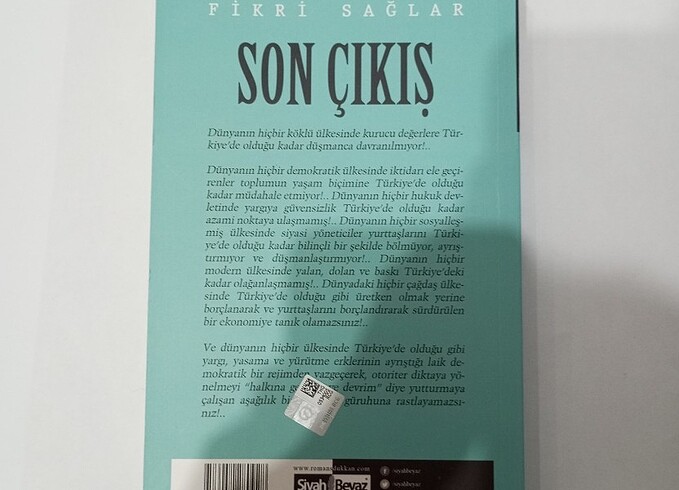 FİKRİ SAĞLAR
SON ÇIKIŞ
Dünyanın hiçbir köklü ülkesinde kurucu değerlere Tür-
kiye'de olduğu kadar düşmanca davranılmıyor!..
Dünyanın hiçbir demokratik ülkesinde iktidarı ele geçi-
renler toplumun yaşam biçimine Türkiye'de olduğu
kadar müdahale etmiyor!.. Dünyanın hiçbir hukuk dev-
letinde yargıya güvensizlik Türkiye'de olduğu kadar
azami noktaya ulaşmamış!.. Dünyanın hiçbir sosyalleş-
miş ülkesinde siyasi yöneticiler yurttaşlarını Türki-
ye'de olduğu kadar bilinçli bir şekilde bölmüyor, ayrış-
tırmıyor ve düşmanlaştırmıyor!.. Dünyanın hiçbir
modern ülkesinde yalan, dolan ve baskı Türkiye'deki
kadar olağanlaşmamış!.. Dünyadaki hiçbir çağdaş ülke-
sinde Türkiye'de olduğu gibi üretken olmak yerine
borçlanarak ve yurttaşlarını borçlandırarak sürdürülen
bir ekonomiye tanık olamazsınız!..
Ve dünyanın hiçbir ülkesinde Türkiye'de olduğu gibi
yargı, yasama ve yürütme erklerinin ayrıştığı laik de-
mokratik bir rejimden vazgeçerek, otoriter diktaya yö-
nelmeyi "halkına devrim" diye yutturmaya
çalışan aşağılık bi güruhuna rastlayamazsı-
nız!..
www.romanodukkan.com
Siyah Beyaz
/siyahbeyaz
/siyahbeyaz